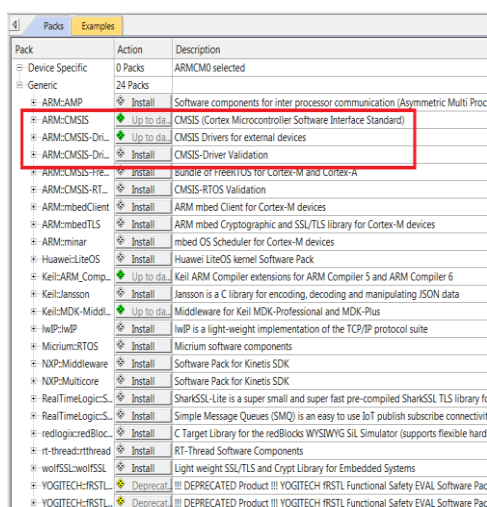 Packs Examples
Pack Action Description
Device Specific 0 Packs ARMCM0 selected
Generic 24 Packs
ARM::AMP Install Software components for inter processor communication (Asymmetric Multi Proc
ARM::CMSIS Up to da... CMSIS (Cortex Microcontroller Software Interface Standard)
ARM::CMSIS-Dri... Up to da... CMSIS Drivers for external devices
ARM::CMSIS-Dri... Install CMSIS-Driver Validation
ARM::CMSIS-Fre... Install Bundle of FreeRTOS for Cortex-M and Cortex-A
ARM::CMSIS-RT... Install CMSIS-RTOS Validation
ARM::mbedClient Install ARM mbed Client for Cortex-M devices
ARM::mbedTLS Install ARM mbed Cryptographic and SSL/TLS library for Cortex-M devices
ARM::minar Install mbed OS Scheduler for Cortex-M devices
Huawei::LiteOS Install Huawei LiteOS kernel Software Pack
Keil::ARM_Comp... Up to da... Keil ARM Compiler extensions for ARM Compiler 5 and ARM Compiler 6
Keil::Jansson Install Jansson is a C library for encoding, decoding and manipulating JSON data
Keil::MDK-Middl... Up to da... Middleware for Keil MDK-Professional and MDK-Plus
lwIP::lwIP Install lwIP is a light-weight implementation of the TCP/IP protocol suite
Micrium::RTOS Install Micrium software components
NXP::Middleware Install Software Pack for Kinetis SDK
NXP::Multicore Install Software Pack for Kinetis SDK
RealTimeLogic::S... Install SharkSSL-Lite is a super small and super fast pre-compiled SharkSSL TLS library fo
RealTimeLogic::S... Install Simple Message Queues (SMQ) is an easy to use IoT publish subscribe connectivit
redlogix::redBloc... Install C Target Library for the redBlocks WYSIWYG SiL Simulator (supports flexible hard
rt-thread::rtthread Install RT-Thread Software Components
wolfSSL::wolfSSL Install Light weight SSL/TLS and Crypt Library for Embedded Systems
YOGITECH::fRSTL... Deprecat... !!! DEPRECATED Product !!! YOGITECH fRSTL Functional Safety EVAL Software Pac
YOGITECH::fRSTL... Deprecat... !!! DEPRECATED Product !!! YOGITECH fRSTL Functional Safety EVAL Software Pac